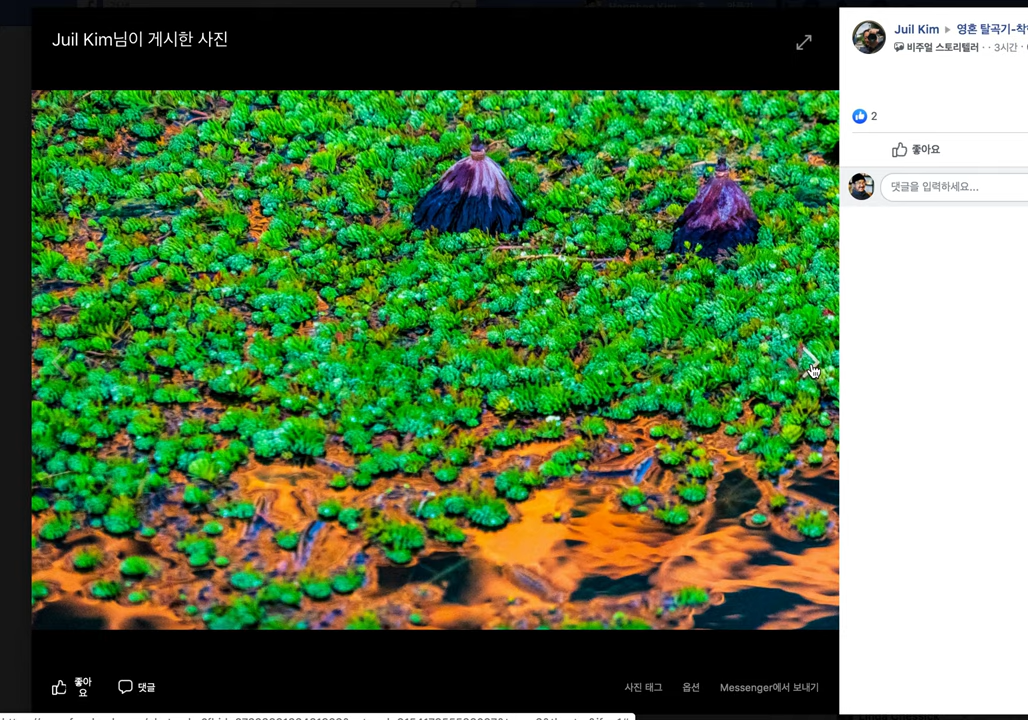 Juil Kim님이 게시한 사진
Juil Kim ▸ 영혼 탈곡기-착
비주얼 스토리텔러 · · 3시간 ·
2
좋아요
댓글을 입력하세요...
좋아
요
댓글
사진 태그
옵션
Messenger에서 보내기